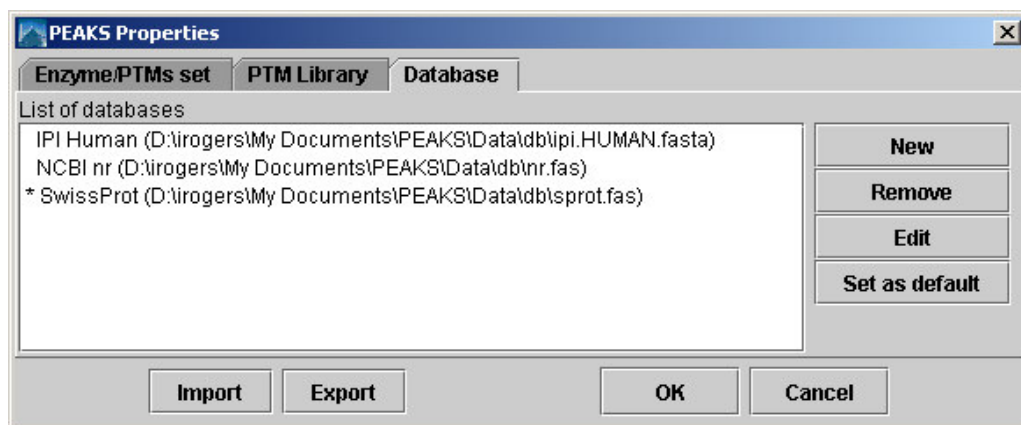 PEAKS Properties
Enzyme/PTMs set PTM Library Database
List of databases
IPI Human (D:\irogers\My Documents\PEAKS\Data\db\ipi.HUMAN.fasta)
NCBI nr (D:\irogers\My Documents\PEAKS\Data\db\nr.fas)
* SwissProt (D:\irogers\My Documents\PEAKS\Data\db\sprot.fas)
New
Remove
Edit
Set as default
Import Export OK Cancel